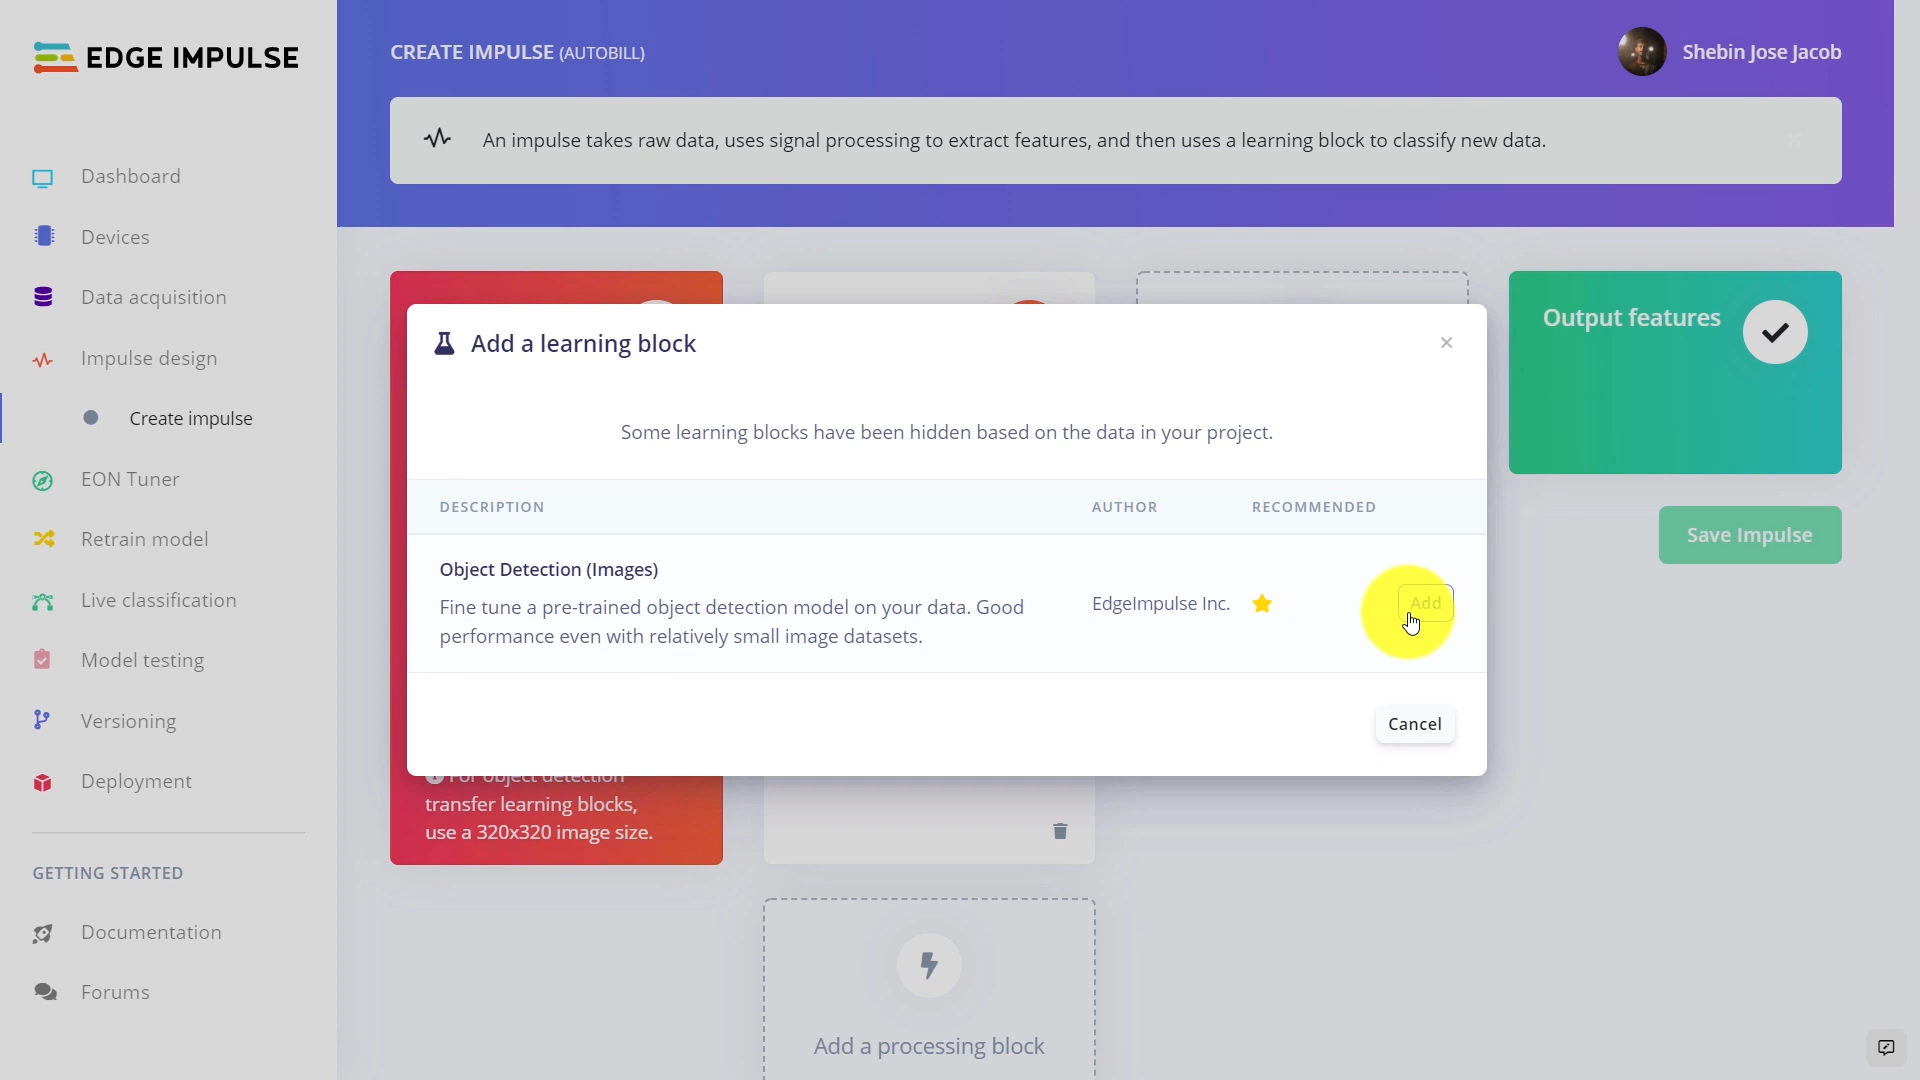 EDGE IMPULSE
Dashboard
Devices
Data acquisition
Impulse design
Create impulse
EON Tuner
Retrain model
Live classification
Model testing
Versioning
Deployment
GETTING STARTED
Documentation
Forums
CREATE IMPULSE (AUTOBILL)
Shebin Jose Jacob
An impulse takes raw data, uses signal processing to extract features, and then uses a learning block to classify new data.
Output features
Save Impulse
Add a learning block
×
Some learning blocks have been hidden based on the data in your project.
DESCRIPTION AUTHOR RECOMMENDED
Object Detection (Images)
Fine tune a pre-trained object detection model on your data. Good
performance even with relatively small image datasets.
EdgeImpulse Inc.
Add
Cancel
For object detection
transfer learning blocks,
use a 320x320 image size.
Add a processing block